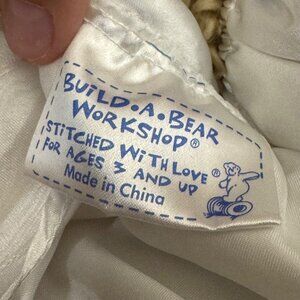 BUILD•A•BEAR
WORKSHOP®
STITCHED WITH LOVE®
FOR AGES 3 AND UP
Made in China